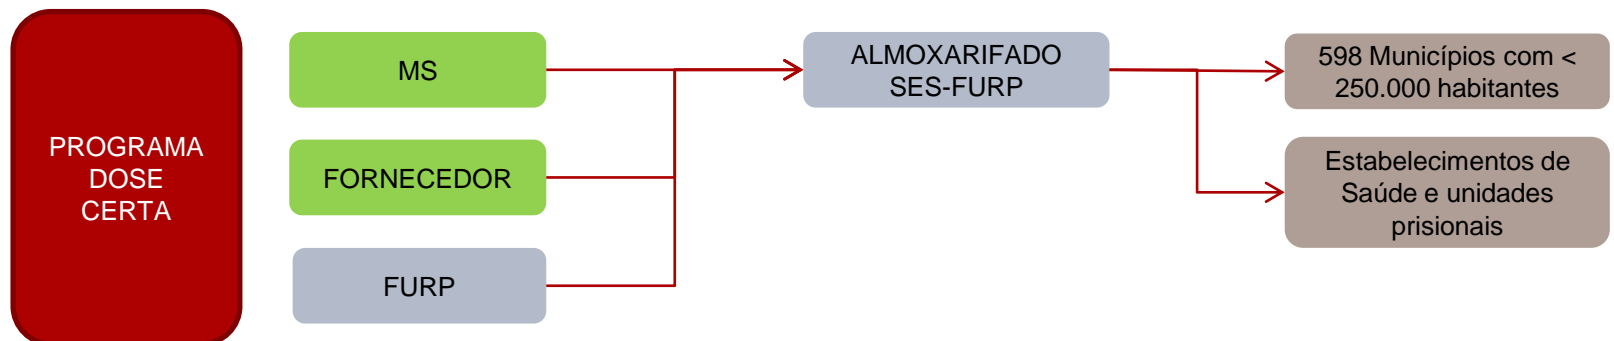 PROGRAMA
DOSE
CERTA
MS
FORNECEDOR
FURP
ALMOXARIFADO
SES-FURP
598 Municípios com <
250.000 habitantes
Estabelecimentos de
Saúde e unidades
prisionais